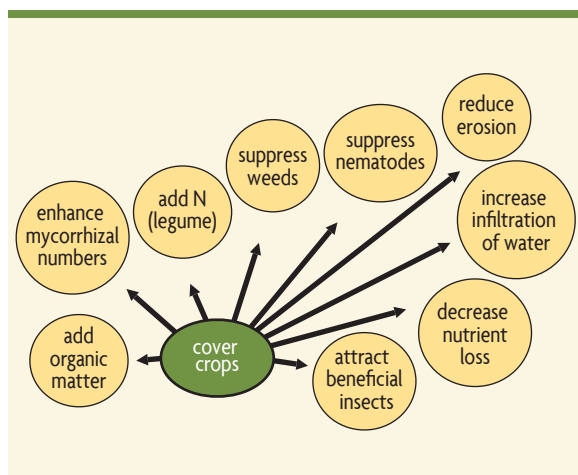 reduce
erosion
suppress
nematodes
suppress
weeds
add N
(legume)
enhance
mycorrhizal
numbers
increase
infiltration
of water
decrease
nutrient
loss
add
organic
matter
cover
crops
attract
beneficial
insects